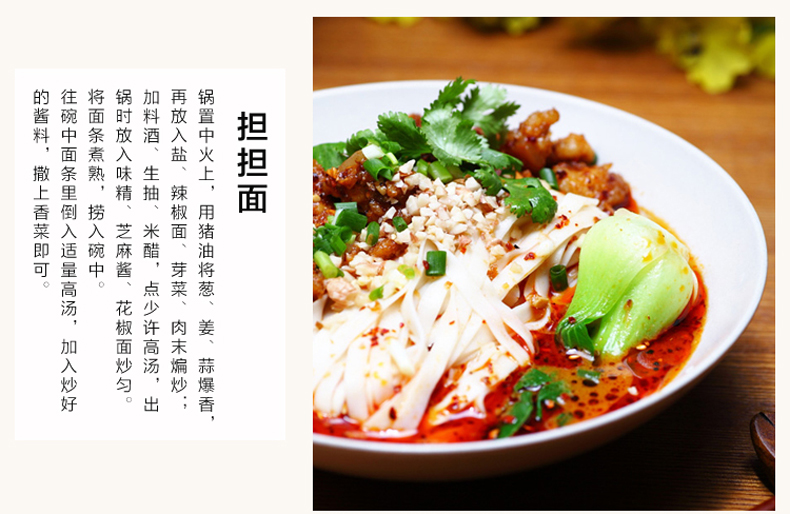 担担面
锅置中火上，用猪油将葱、姜、蒜爆香，
再放入盐、辣椒面、芽菜、肉末煸炒；
加料酒、生抽、米醋，点少许高汤，出
锅时放入味精、芝麻酱、花椒面炒匀。
将面条煮熟，捞入碗中。
往碗中面条里倒入适量高汤，加入炒好
的酱料，撒上香菜即可。